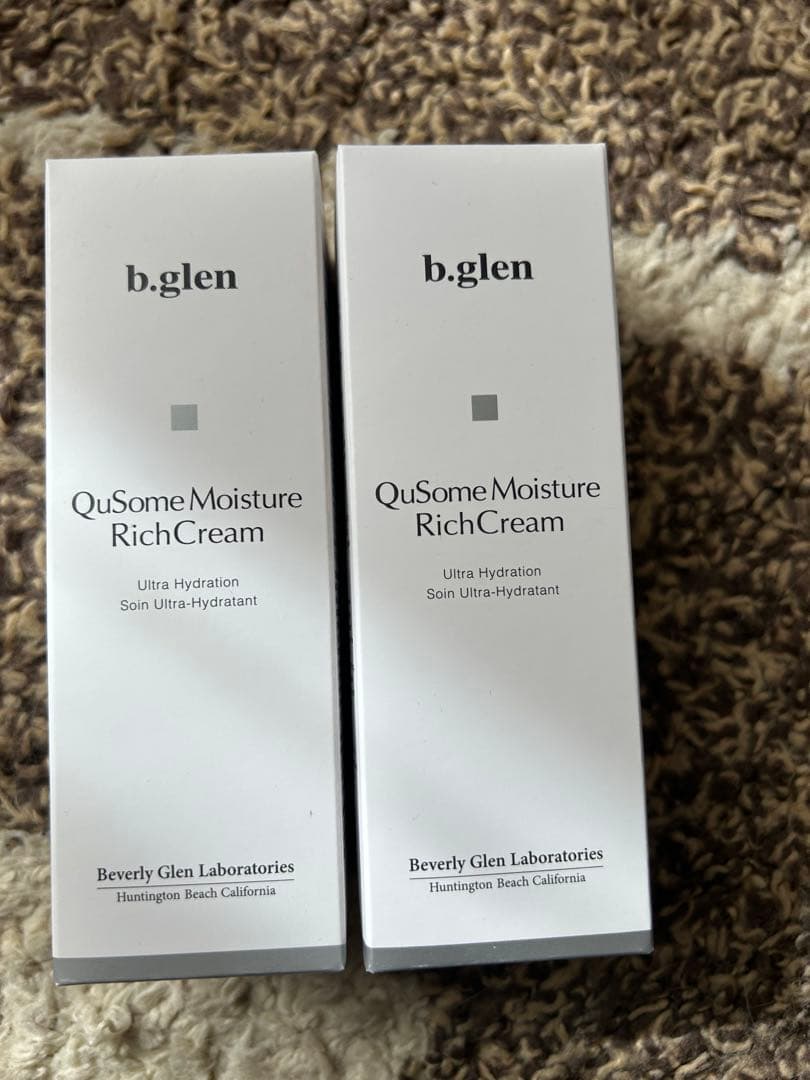 b.glen
QuSome Moisture
RichCream
Ultra Hydration
Soin Ultra-Hydratant
Beverly Glen Laboratories
Huntington Beach California
b.glen
QuSome Moisture
RichCream
Ultra Hydration
Soin Ultra-Hydratant
Beverly Glen Laboratories
Huntington Beach California